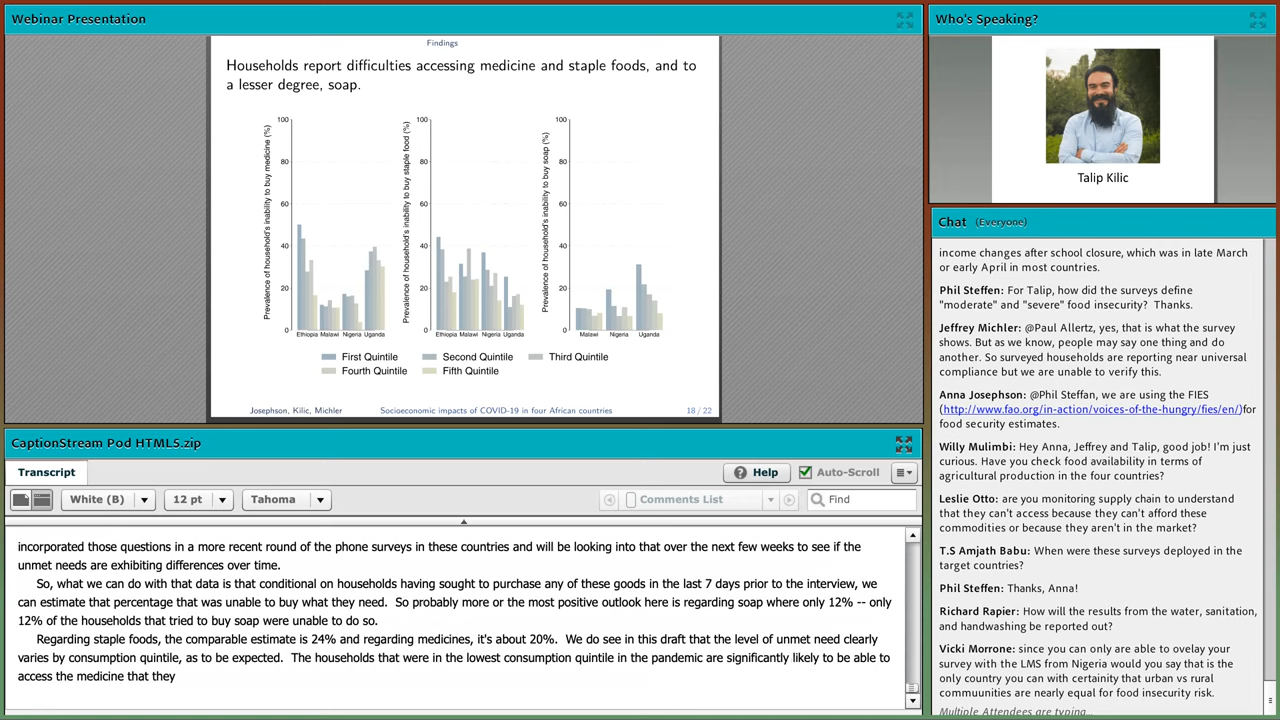 Webinar Presentation
Findings
Households report difficulties accessing medicine and staple foods, and to
a lesser degree, soap.
Prevalence of household's inability to buy medicine (%)
100
80
60
40
20
0
Ethiopia Malawi Nigeria Uganda
Prevalence of household's inability to buy staple food (%)
100
80
60
40
20
0
Ethiopia Malawi Nigeria Uganda
Prevalence of household's inability to buy soap (%)
100
80
60
40
20
0
Malawi Nigeria Uganda
First Quintile Second Quintile Third Quintile
Fourth Quintile Fifth Quintile
Josephson, Kilic, Michler Socioeconomic impacts of COVID-19 in four African countries 18 / 22
Who's Speaking?
Talip Kilic
CaptionStream Pod HTML5.zip
Transcript
Help
Auto-Scroll
White (B) 12 pt Tahoma
Comments List
Find
incorporated those questions in a more recent round of the phone surveys in these countries and will be looking into that over the next few weeks to see if the
unmet needs are exhibiting differences over time.
So, what we can do with that data is that conditional on households having sought to purchase any of these goods in the last 7 days prior to the interview, we
can estimate that percentage that was unable to buy what they need. So probably more or the most positive outlook here is regarding soap where only 12% -- only
12% of the households that tried to buy soap were unable to do so.
Regarding staple foods, the comparable estimate is 24% and regarding medicines, it's about 20%. We do see in this draft that the level of unmet need clearly
varies by consumption quintile, as to be expected. The households that were in the lowest consumption quintile in the pandemic are significantly likely to be able to
access the medicine that they
Chat (Everyone)
income changes after school closure, which was in late March
or early April in most countries.
Phil Steffen: For Talip, how did the surveys define
"moderate" and "severe" food insecurity? Thanks.
Jeffrey Michler: @Paul Allertz, yes, that is what the survey
shows. But as we know, people may say one thing and do
another. So surveyed households are reporting near universal
compliance but we are unable to verify this.
Anna Josephson: @Phil Steffan, we are using the FIES
(http://www.fao.org/in-action/voices-of-the-hungry/fies/en/)for
food security estimates.
Willy Mulimbi: Hey Anna, Jeffrey and Talip, good job! I'm just
curious. Have you check food availability in terms of
agricultural production in the four countries?
Leslie Otto: are you monitoring supply chain to understand
that they can't access because they can't afford these
commodities or because they aren't in the market?
T.S Amjath Babu: When were these surveys deployed in the
target countries?
Phil Steffen: Thanks, Anna!
Richard Rapier: How will the results from the water, sanitation,
and handwashing be reported out?
Vicki Morrone: since you can only are able to ovelay your
survey with the LMS from Nigeria would you say that is the
only country you can with certainity that urban vs rural
commuunities are nearly equal for food insecurity risk.
Multiple Attendees are typing...